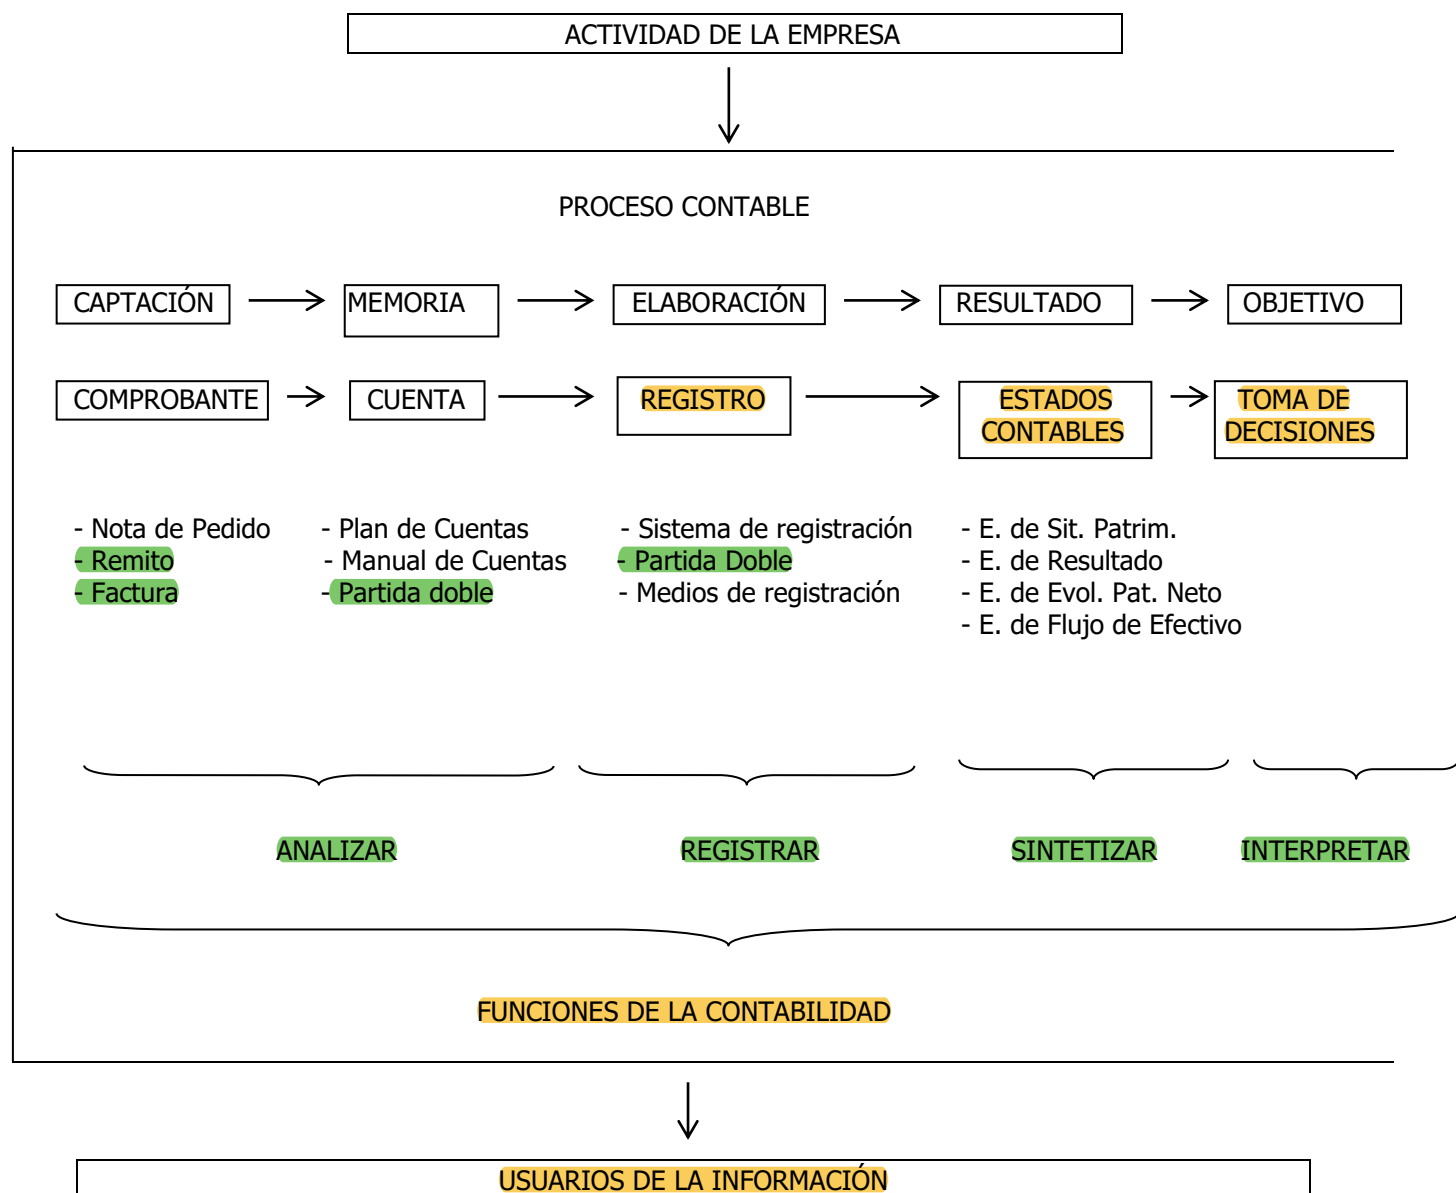 ACTIVIDAD DE LA EMPRESA
PROCESO CONTABLE
CAPTACIÓN
MEMORIA
ELABORACIÓN
RESULTADO
OBJETIVO
COMPROBANTE
CUENTA
REGISTRO
ESTADOS
CONTABLES
TOMA DE
DECISIONES
- Nota de Pedido
- Remito
- Factura
- Plan de Cuentas
- Manual de Cuentas
- Partida doble
- Sistema de registración
- Partida Doble
- Medios de registración
- E. de Sit. Patrim.
- E. de Resultado
- E. de Evol. Pat. Neto
- E. de Flujo de Efectivo
ANALIZAR
REGISTRAR
SINTETIZAR
INTERPRETAR
FUNCIONES DE LA CONTABILIDAD
USUARIOS DE LA INFORMACIÓN